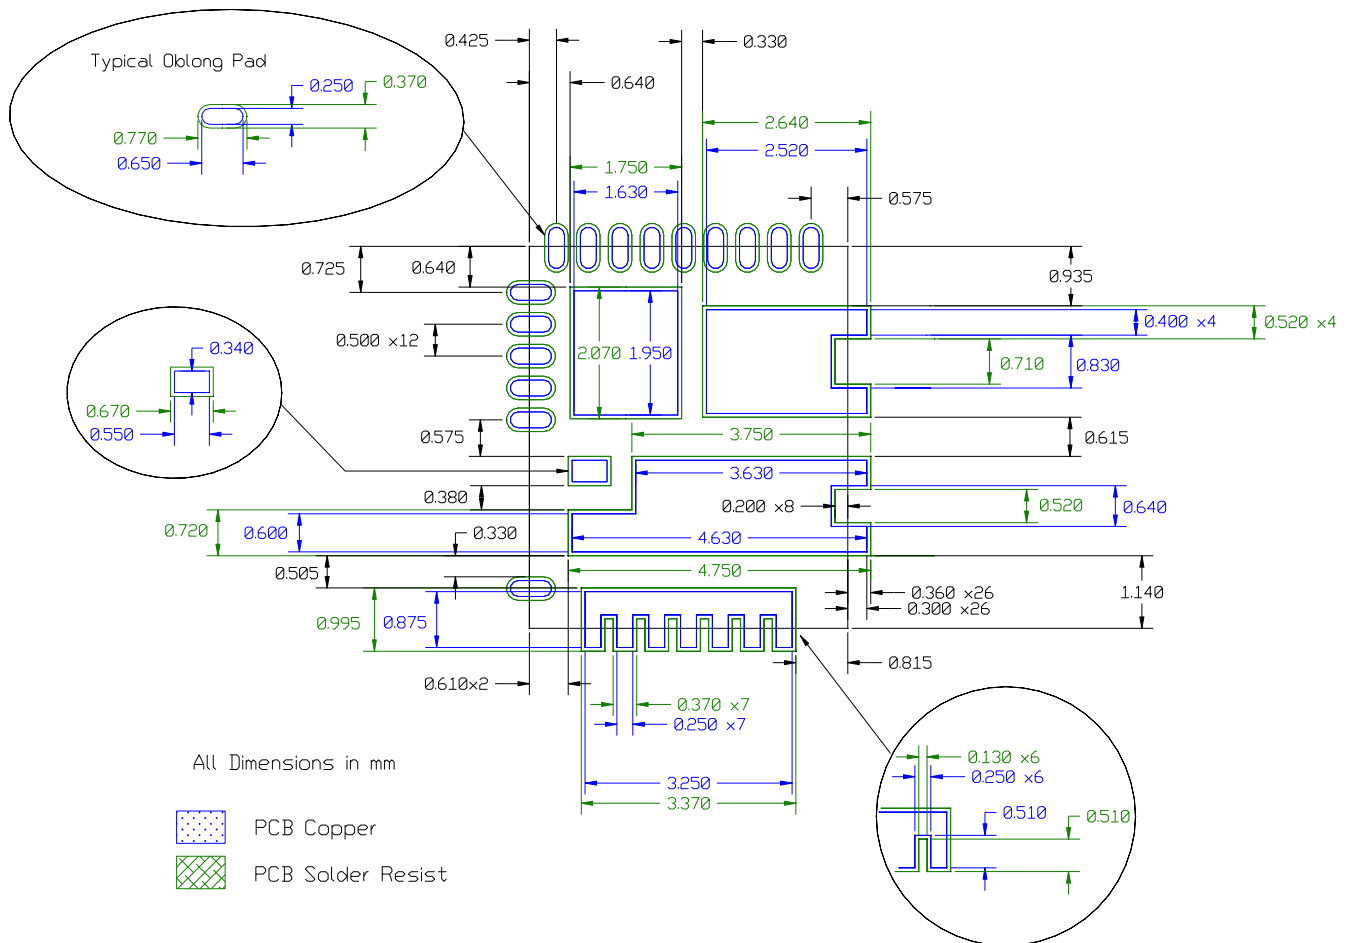 0.425
0.330
Typical Oblong Pad
0.640
0.250
0.370
2.640
0.770
2.520
0.650
1.750
1.630
0.575
0.725
0.640
0.935
0.400 x4
0.520 x4
0.500 x12
0.340
2.070
1.950
0.710
0.830
0.670
0.550
0.575
3.750
0.615
3.630
0.380
0.200 x8
0.520
0.640
0.720
0.600
0.330
4.630
0.505
4.750
0.360 x26
0.300 x26
1.140
0.995
0.875
0.815
0.610x2
0.370 x7
0.250 x7
0.130 x6
0.250 x6
All Dimensions in mm
3.250
3.370
0.510
0.510
PCB Copper
PCB Solder Resist